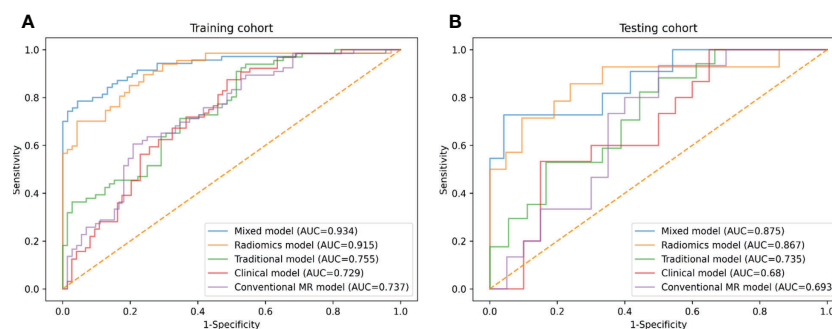 A
Training cohort
1.0
0.8
0.6
0.4
0.2
0.0
Sensitivity
Mixed model (AUC=0.934)
Radiomics model (AUC=0.915)
Traditional model (AUC=0.755)
Clinical model (AUC=0.729)
Conventional MR model (AUC=0.737)
0.0 0.2 0.4 0.6 0.8 1.0
1-Specificity
B
Testing cohort
1.0
0.8
0.6
0.4
0.2
0.0
Sensitivity
Mixed model (AUC=0.875)
Radiomics model (AUC=0.867)
Traditional model (AUC=0.735)
Clinical model (AUC=0.68)
Conventional MR model (AUC=0.693
0.0 0.2 0.4 0.6 0.8 1.0
1-Specificity